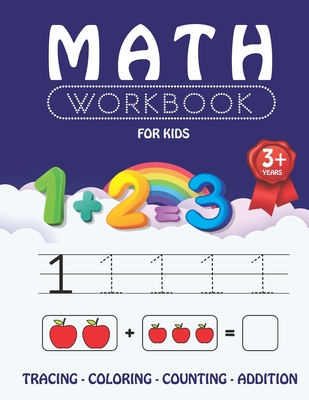 MATH
WORKBOOK
FOR KIDS
3+
YEARS
1+2=3
1 1 1 1 1
+ =
TRACING - COLORING - COUNTING - ADDITION